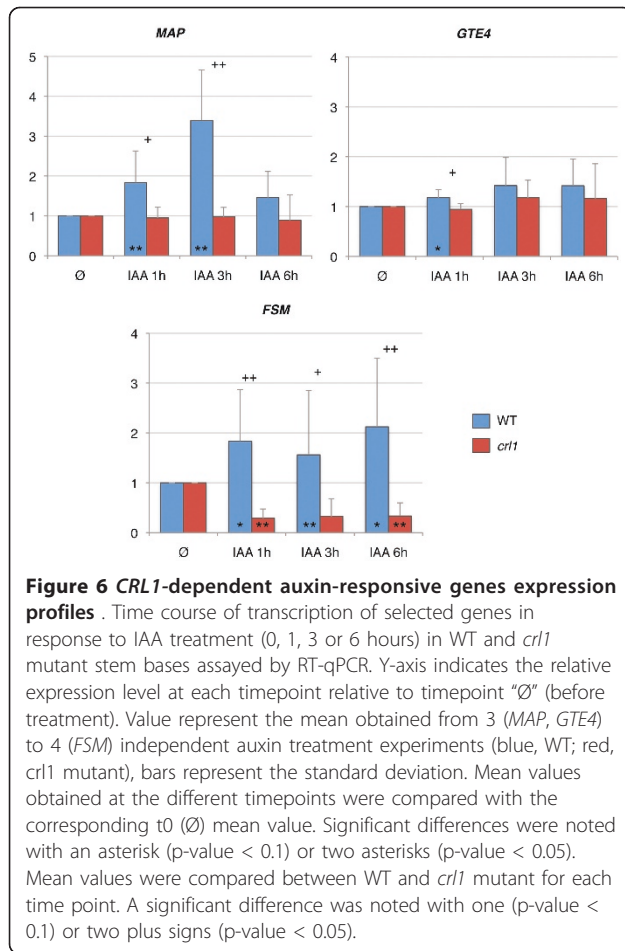 MAP
5
4
3
2
1
0
+
++
**
**
Ø IAA 1h IAA 3h IAA 6h
GTE4
4
3
2
1
0
+
*
Ø IAA 1h IAA 3h IAA 6h
FSM
4
3
2
1
0
++ + ++
* ** ** * **
Ø IAA 1h IAA 3h IAA 6h
WT
crl1
Figure 6 CRL1-dependent auxin-responsive genes expression
profiles . Time course of transcription of selected genes in
response to IAA treatment (0, 1, 3 or 6 hours) in WT and crl1
mutant stem bases assayed by RT-qPCR. Y-axis indicates the relative
expression level at each timepoint relative to timepoint “Ø” (before
treatment). Value represent the mean obtained from 3 (MAP, GTE4)
to 4 (FSM) independent auxin treatment experiments (blue, WT; red,
crl1 mutant), bars represent the standard deviation. Mean values
obtained at the different timepoints were compared with the
corresponding t0 (Ø) mean value. Significant differences were noted
with an asterisk (p-value < 0.1) or two asterisks (p-value < 0.05).
Mean values were compared between WT and crl1 mutant for each
time point. A significant difference was noted with one (p-value <
0.1) or two plus signs (p-value < 0.05).